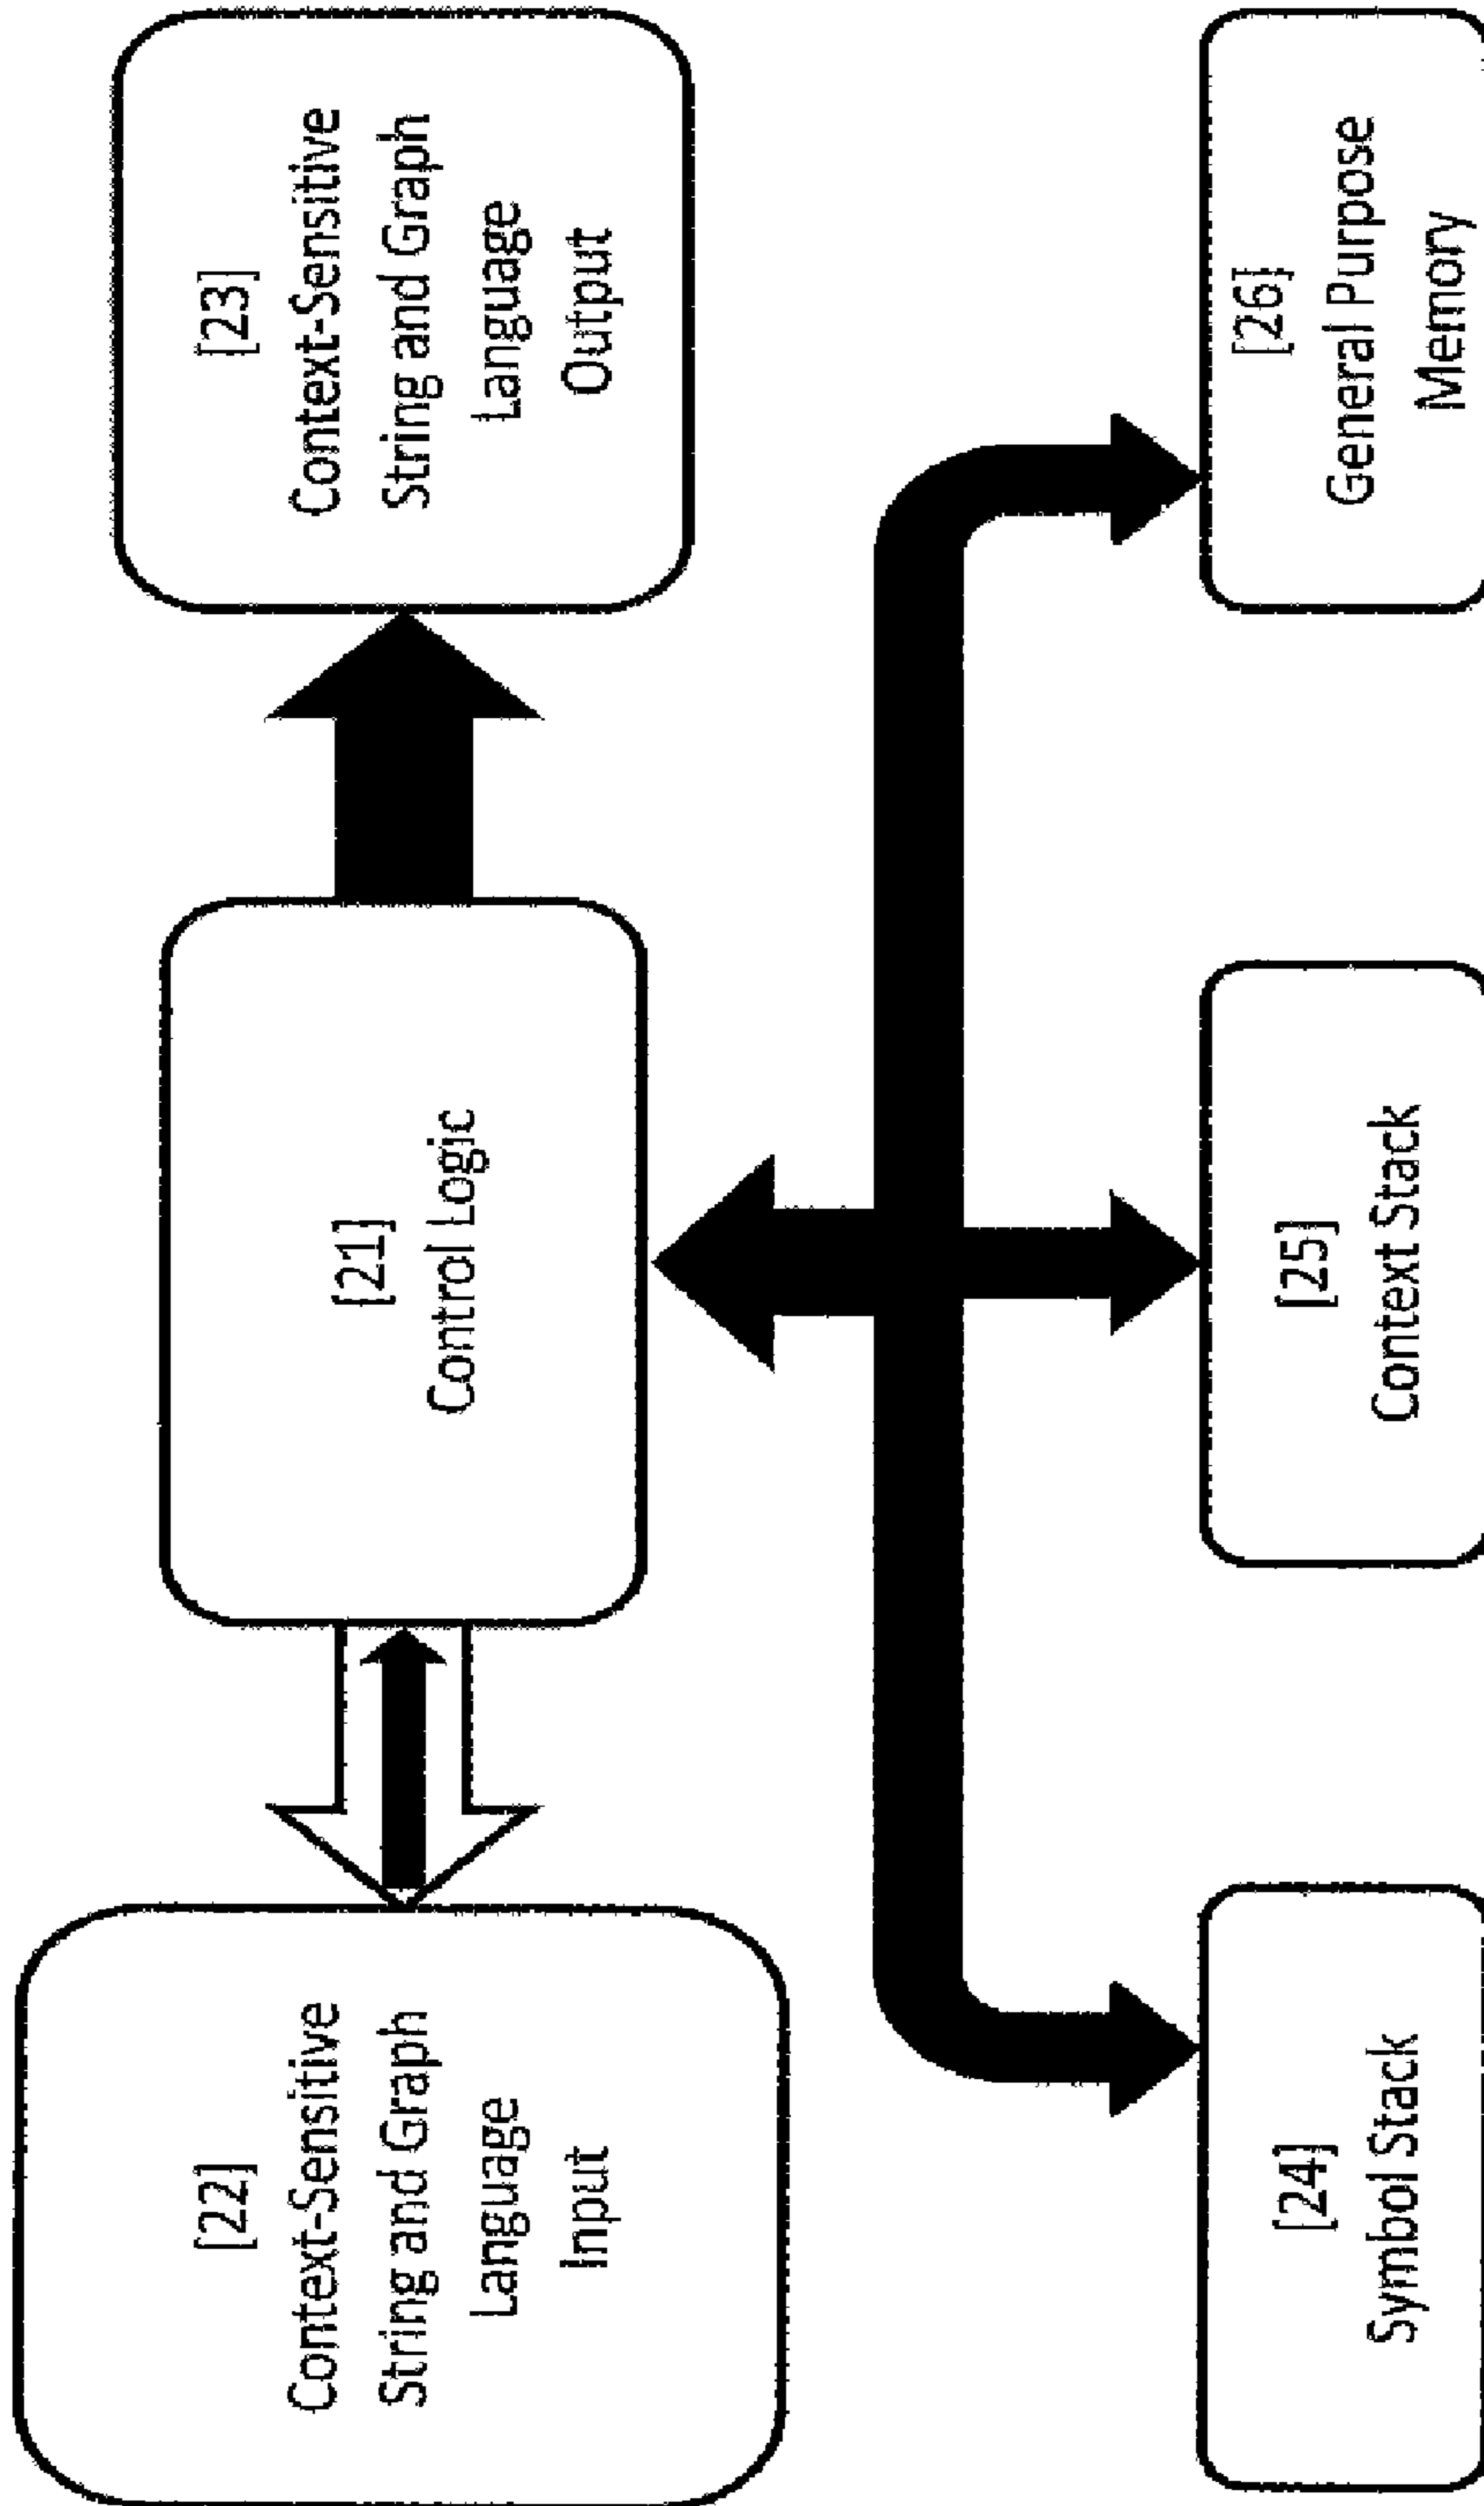 [22]
Context-Sensitive
String and Graph
Language
Input
[21]
Control Logic
[23]
Context-Sensitive
String and Graph
Language
Output
[24]
Symbol Stack
[25]
Context Stack
[26]
General Purpose
Memory